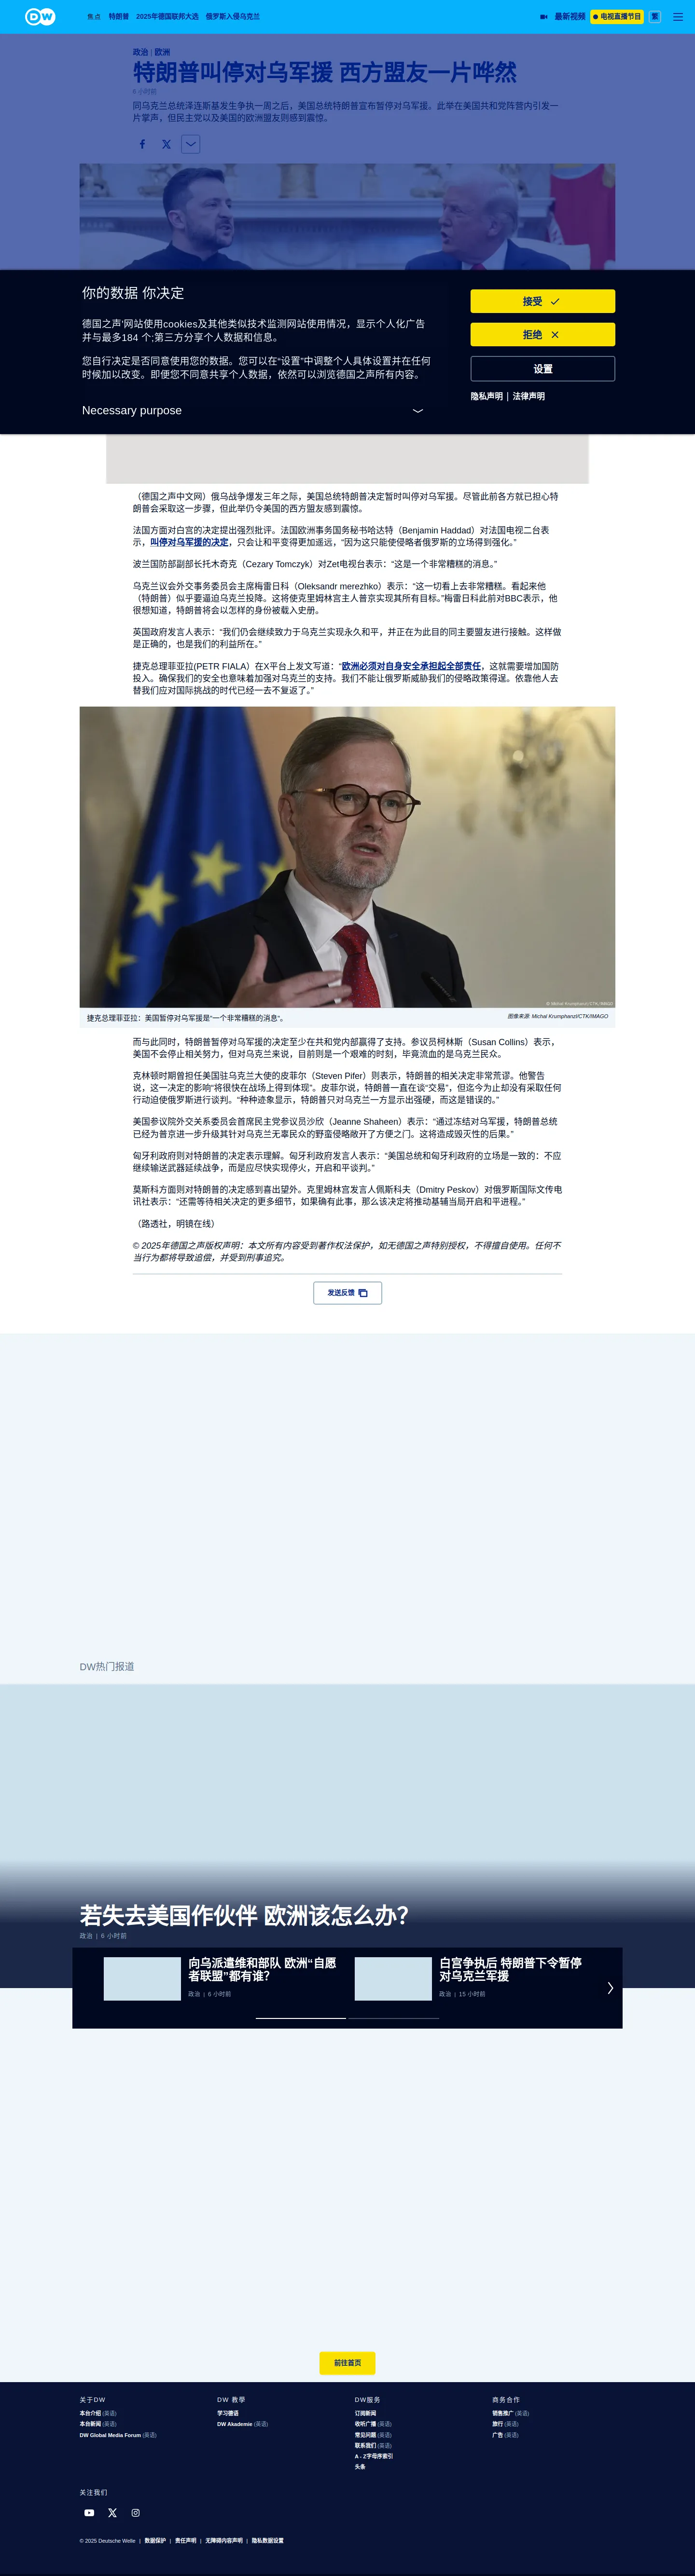 DW
焦点 特朗普 2025年德国联邦大选 俄罗斯入侵乌克兰
最新视频 电视直播节目 繁
政治 | 欧洲
特朗普叫停对乌军援 西方盟友一片哗然
小时前
同乌克兰总统泽连斯基发生争执一周之后，美国总统特朗普宣布暂停对乌军援。此举在美国共和党阵营内引发一
片掌声，但民主党以及美国的欧洲盟友则感到震惊。
你的数据 你决定
德国之声'网站使用cookies及其他类似技术监测网站使用情况，显示个人化广告
并与最多184 个;第三方分享个人数据和信息。
您自行决定是否同意使用您的数据。您可以在“设置”中调整个人具体设置并在任何
时候加以改变。即便您不同意共享个人数据，依然可以浏览德国之声所有内容。
Necessary purpose
接受
拒绝
设置
隐私声明 | 法律声明
（德国之声中文网）俄乌战争爆发三年之际，美国总统特朗普决定暂时叫停对乌军援。尽管此前各方就已担心特
朗普会采取这一步骤，但此举仍令美国的西方盟友感到震惊。
法国方面对白宫的决定提出强烈批评。法国欧洲事务国务秘书哈达特（Benjamin Haddad）对法国电视二台表
示，叫停对乌军援的决定，只会让和平变得更加遥远，“因为这只能使侵略者俄罗斯的立场得到强化。”
波兰国防部副部长托木奇克（Cezary Tomczyk）对Zet电视台表示：“这是一个非常糟糕的消息。”
乌克兰议会外交事务委员会主席梅雷日科（Oleksandr merezhko）表示：“这一切看上去非常糟糕。看起来他
（特朗普）似乎要逼迫乌克兰投降。这将使克里姆林宫主人普京实现其所有目标。”梅雷日科此前对BBC表示，他
很想知道，特朗普将会以怎样的身份被载入史册。
英国政府发言人表示：“我们仍会继续致力于乌克兰实现永久和平，并正在为此目的同主要盟友进行接触。这样做
是正确的，也是我们的利益所在。”
捷克总理菲亚拉(PETR FIALA）在X平台上发文写道：“欧洲必须对自身安全承担起全部责任，这就需要增加国防
投入。确保我们的安全也意味着加强对乌克兰的支持。我们不能让俄罗斯威胁我们的侵略政策得逞。依靠他人去
替我们应对国际挑战的时代已经一去不复返了。”
© Michal Krumphanzl/CTK/IMAGO
捷克总理菲亚拉：美国暂停对乌军援是“一个非常糟糕的消息”。
图像来源: Michal Krumphanzl/CTK/IMAGO
而与此同时，特朗普暂停对乌军援的决定至少在共和党内部赢得了支持。参议员柯林斯（Susan Collins）表示，
美国不会停止相关努力，但对乌克兰来说，目前则是一个艰难的时刻，毕竟流血的是乌克兰民众。
克林顿时期曾担任美国驻乌克兰大使的皮菲尔（Steven Pifer）则表示，特朗普的相关决定非常荒谬。他警告
说，这一决定的影响“将很快在战场上得到体现”。皮菲尔说，特朗普一直在谈“交易”，但迄今为止却没有采取任何
行动迫使俄罗斯进行谈判。“种种迹象显示，特朗普只对乌克兰一方显示出强硬，而这是错误的。”
美国参议院外交关系委员会首席民主党参议员沙欣（Jeanne Shaheen）表示：“通过冻结对乌军援，特朗普总统
已经为普京进一步升级其针对乌克兰无辜民众的野蛮侵略敞开了方便之门。这将造成毁灭性的后果。”
匈牙利政府则对特朗普的决定表示理解。匈牙利政府发言人表示：“美国总统和匈牙利政府的立场是一致的：不应
继续输送武器延续战争，而是应尽快实现停火，开启和平谈判。”
莫斯科方面则对特朗普的决定感到喜出望外。克里姆林宫发言人佩斯科夫（Dmitry Peskov）对俄罗斯国际文传电
讯社表示：“还需等待相关决定的更多细节，如果确有此事，那么该决定将推动基辅当局开启和平进程。”
（路透社，明镜在线）
© 2025年德国之声版权声明：本文所有内容受到著作权法保护，如无德国之声特别授权，不得擅自使用。任何不
当行为都将导致追偿，并受到刑事追究。
发送反馈
DW热门报道
若失去美国作伙伴 欧洲该怎么办？
政治 | 6 小时前
向乌派遣维和部队 欧洲“自愿
者联盟”都有谁？
政治 | 6 小时前
白宫争执后 特朗普下令暂停
对乌克兰军援
政治 | 15 小时前
前往首页
关于DW
本台介绍 (英语)
本台新闻 (英语)
DW Global Media Forum (英语)
DW 教学
学习德语
DW Akademie (英语)
DW服务
订阅新闻
收听广播 (英语)
常见问题 (英语)
联系我们 (英语)
A - Z字母序索引
头条
商务合作
销售推广 (英语)
旅行 (英语)
广告 (英语)
关注我们
© 2025 Deutsche Welle | 数据保护 | 责任声明 | 无障碍内容声明 | 隐私数据设置